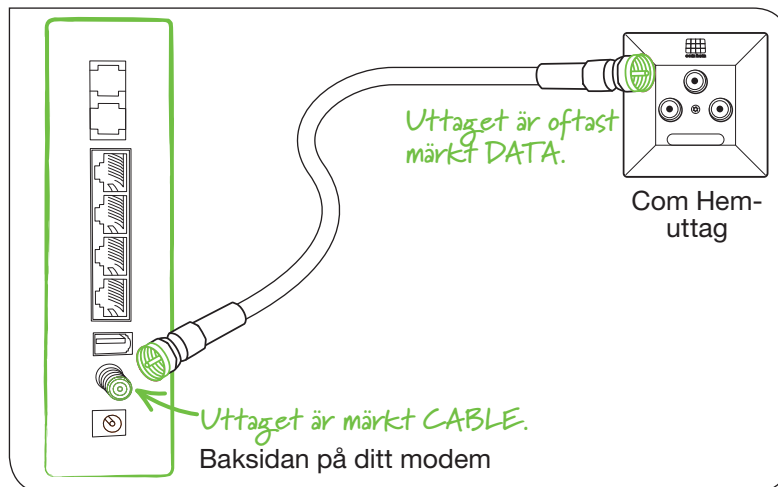 Uttaget är oftast
märkt DATA.
Com Hem-
uttag
Uttaget är märkt CABLE.
Baksidan på ditt modem